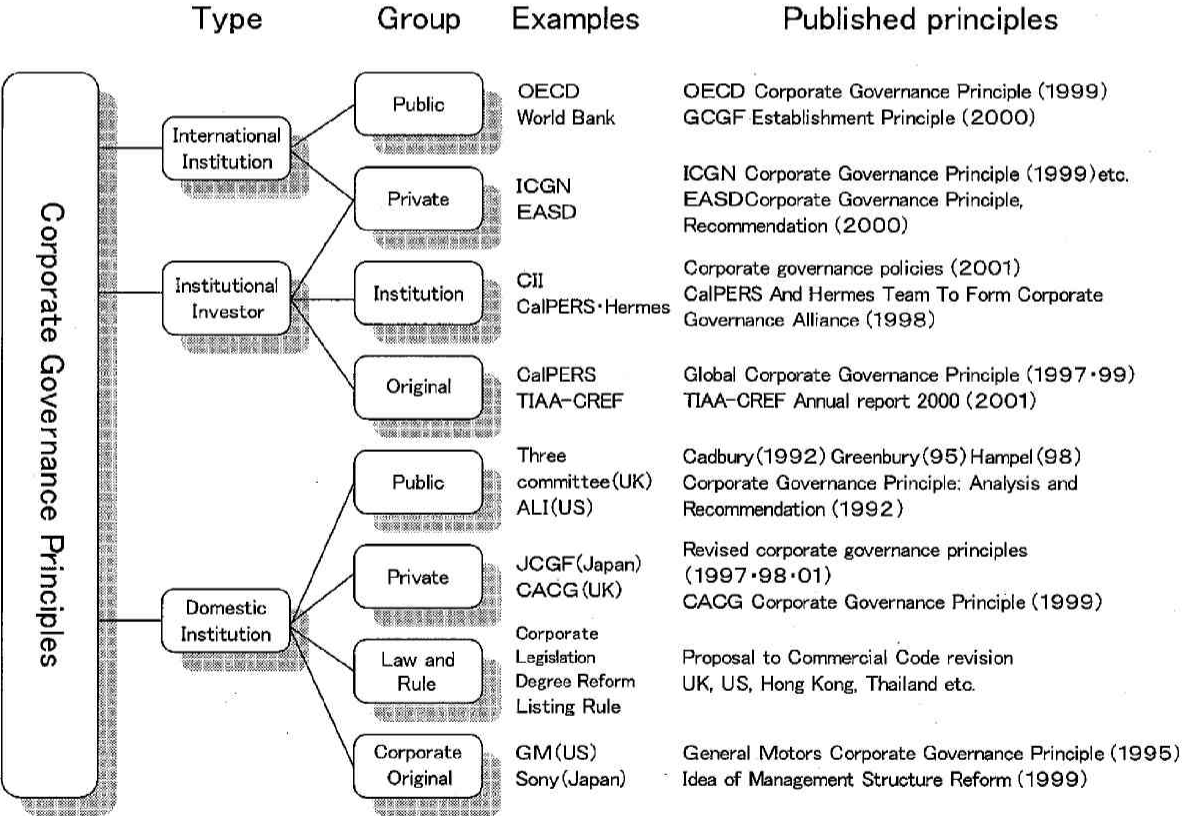 Type Group Examples Published principles
Corporate Governance Principles
International
Institution
Public
OECD
World Bank
OECD Corporate Governance Principle (1999)
GCGF Establishment Principle (2000)
Private
ICGN
EASD
ICGN Corporate Governance Principle (1999)etc.
EASDCorporate Governance Principle,
Recommendation (2000)
Institutional
Investor
Institution
CII
CalPERS・Hermes
Corporate governance policies (2001)
CalPERS And Hermes Team To Form Corporate
Governance Alliance (1998)
Original
CalPERS
TIAA-CREF
Global Corporate Governance Principle (1997・99)
TIAA-CREF Annual report 2000 (2001)
Domestic
Institution
Public
Three
committee(UK)
ALI(US)
Cadbury(1992) Greenbury(95) Hampel(98)
Corporate Governance Principle: Analysis and
Recommendation (1992)
Private
JCGF(Japan)
CACG(UK)
Revised corporate governance principles
(1997・98・01)
CACG Corporate Governance Principle (1999)
Law and
Rule
Corporate
Legislation
Degree Reform
Listing Rule
Proposal to Commercial Code revision
UK, US, Hong Kong, Thailand etc.
Corporate
Original
GM(US)
Sony(Japan)
General Motors Corporate Governance Principle (1995)
Idea of Management Structure Reform (1999)